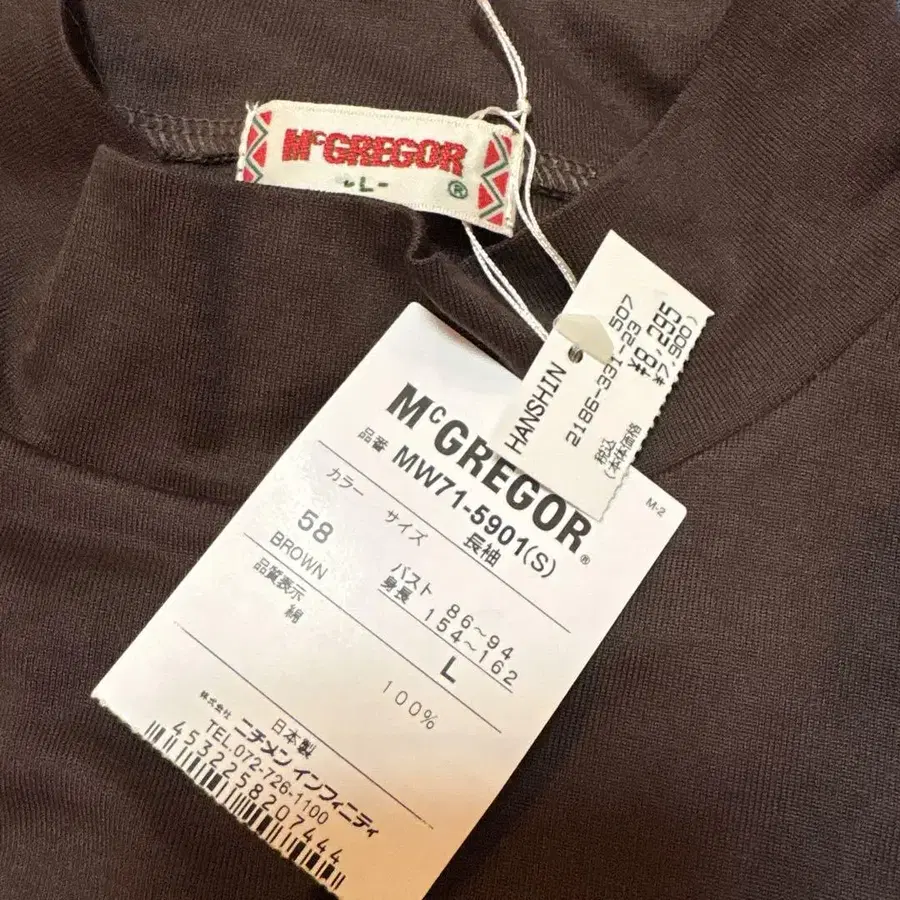 McGREGOR
-L-
®
HANSHIN
2186-331-2507
23
税込 ¥8,295
(本体価格 ¥7,900)
M-2
McGREGOR®
品番 MW71-5901(S)
長袖
カラー サイズ
58
BROWN
バスト 86~94
身長 154~162
L
品質表示
綿 100%
日本製
株式会社 ニチメン インフィニティ
TEL.072-726-1100
4532258207444